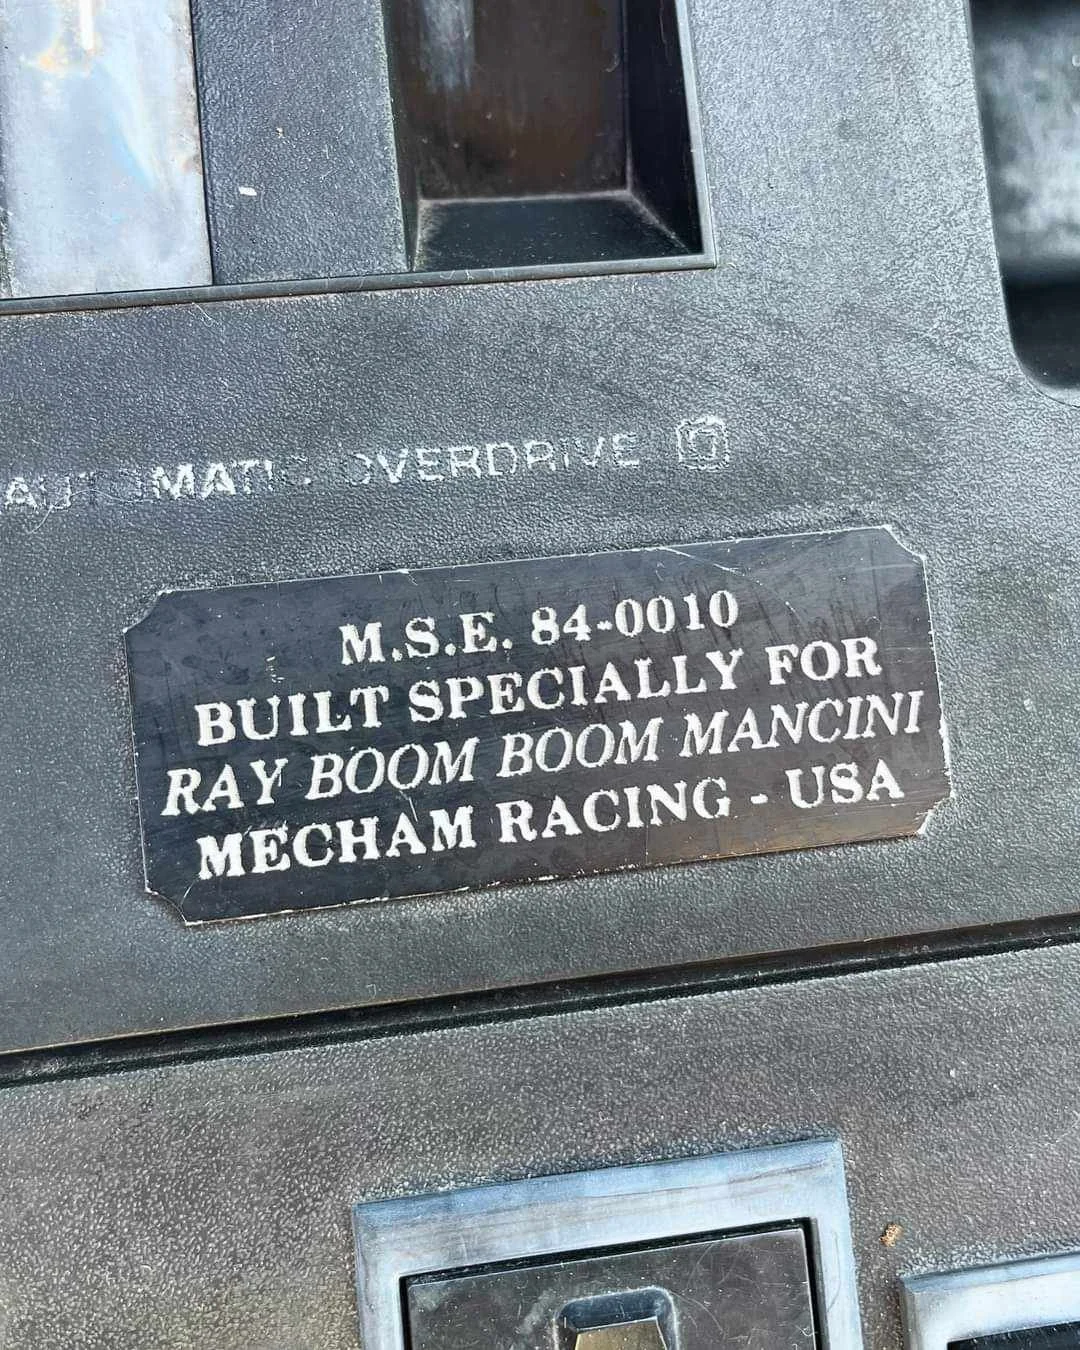 AUTOMATIC OVERDRIVE D
M.S.E. 84-0010
BUILT SPECIALLY FOR
RAY BOOM BOOM MANCINI
MECHAM RACING - USA